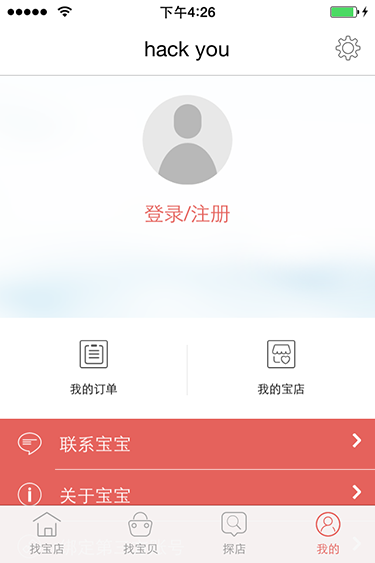 下午4:26
hack you
登录/注册
我的订单
我的宝店
联系宝宝
关于宝宝
找宝店
找宝贝
探店
我的